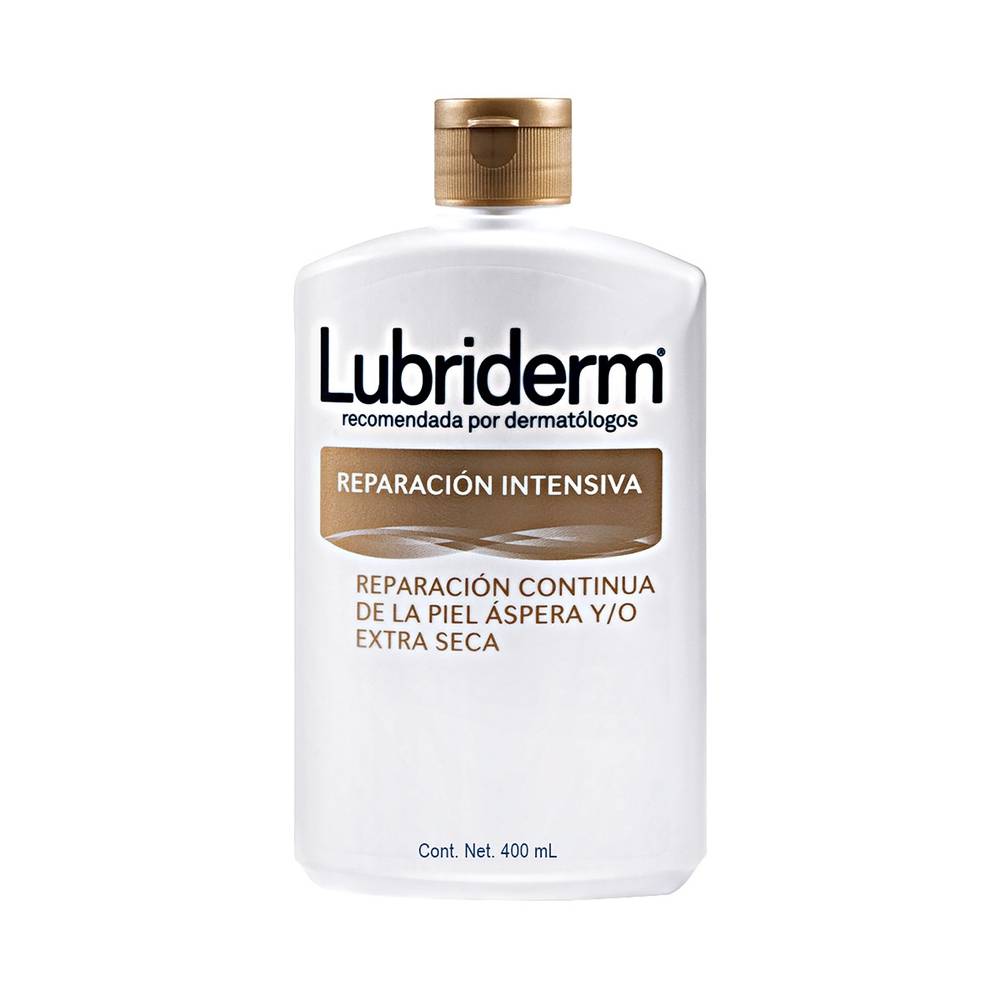 Lubriderm®
recomendada por dermatólogos
REPARACIÓN INTENSIVA
REPARACIÓN CONTINUA
DE LA PIEL ÁSPERA Y/O
EXTRA SECA
Cont. Net. 400 mL